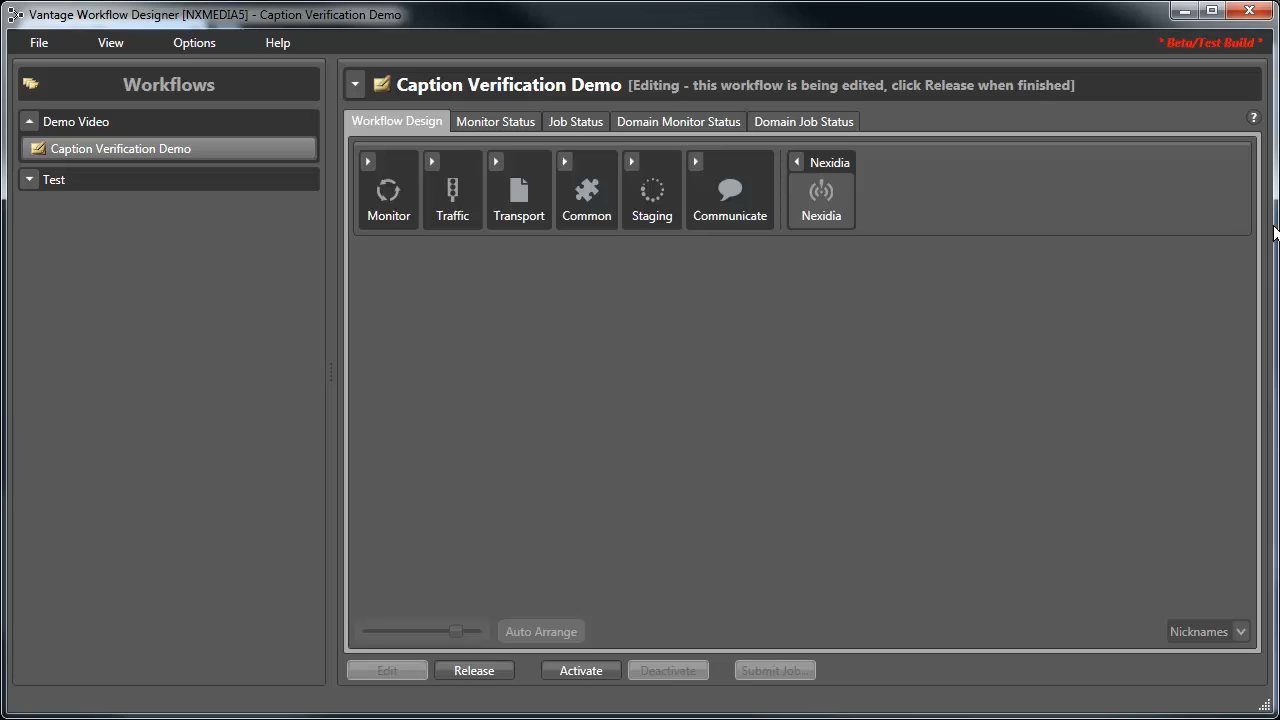 Vantage Workflow Designer [NXMEDIA5] - Caption Verification Demo
File View Options Help
* Beta/Test Build *
Workflows
Demo Video
Caption Verification Demo
Test
Caption Verification Demo [Editing - this workflow is being edited, click Release when finished]
Workflow Design Monitor Status Job Status Domain Monitor Status Domain Job Status ?
Nexidia
Monitor Traffic Transport Common Staging Communicate Nexidia
Auto Arrange Nicknames
Edit Release Activate Deactivate Submit Job...